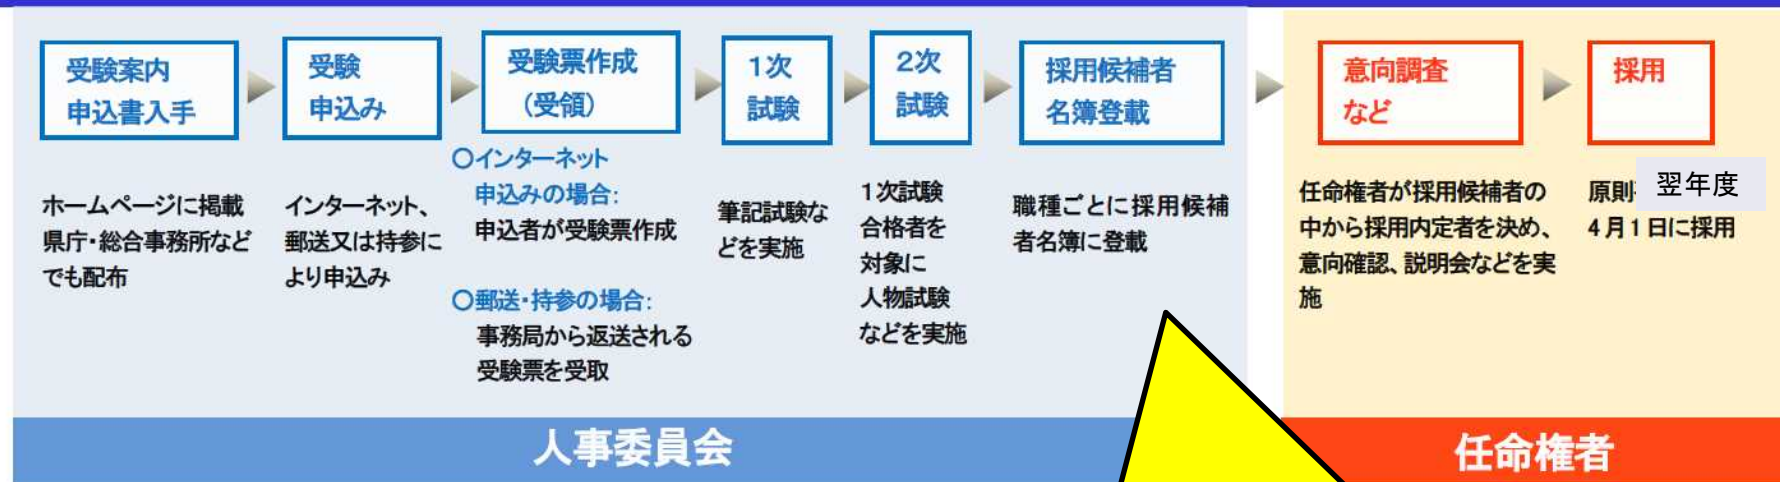 受験案内
申込書入手
受験
申込み
受験票作成
(受領)
1次
試験
2次
試験
採用候補者
名簿登載
意向調査
など
採用
ホームページに掲載
県庁・総合事務所など
でも配布
インターネット、
郵送又は持参に
より申込み
○インターネット
申込みの場合:
申込者が受験票作成
○郵送・持参の場合:
事務局から返送される
受験票を受取
筆記試験な
どを実施
1次試験
合格者を
対象に
人物試験
などを実施
職種ごとに採用候補
者名簿に登載
任命権者が採用候補者の
中から採用内定者を決め、
意向確認、説明会などを実
施
原則 翌年度
4月1日に採用
人事委員会
任命権者